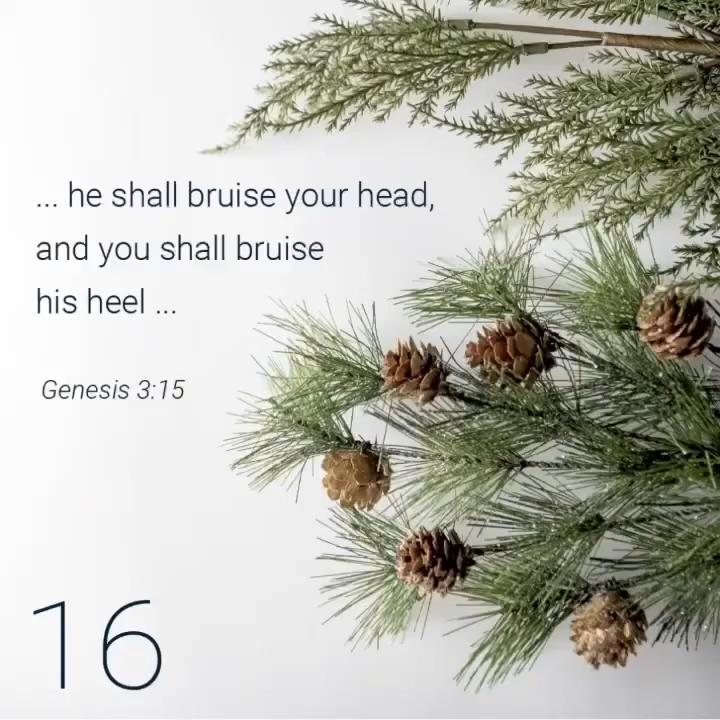 ... he shall bruise your head,
and you shall bruise
his heel ...
Genesis 3:15
16